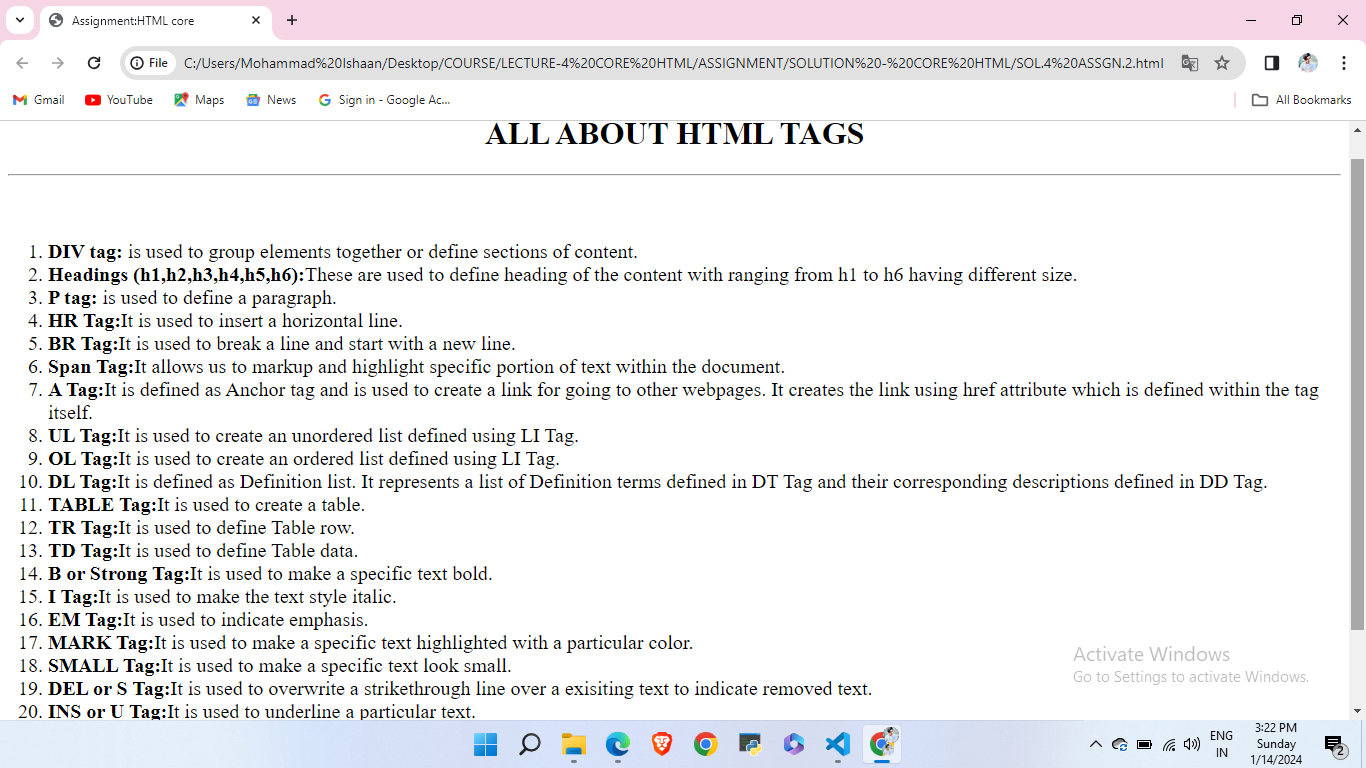 Assignment:HTML core
File
C:/Users/Mohammad%20Ishaan/Desktop/COURSE/LECTURE-4%20CORE%20HTML/ASSIGNMENT/SOLUTION%20-%20CORE%20HTML/SOL.4%20ASSGN.2.html
Gmail
YouTube
Maps
News
Sign in - Google Ac...
All Bookmarks
ALL ABOUT HTML TAGS
1. DIV tag: is used to group elements together or define sections of content.
2. Headings (h1,h2,h3,h4,h5,h6):These are used to define heading of the content with ranging from h1 to h6 having different size.
3. P tag: is used to define a paragraph.
4. HR Tag:It is used to insert a horizontal line.
5. BR Tag:It is used to break a line and start with a new line.
6. Span Tag:It allows us to markup and highlight specific portion of text within the document.
7. A Tag:It is defined as Anchor tag and is used to create a link for going to other webpages. It creates the link using href attribute which is defined within the tag
itself.
8. UL Tag:It is used to create an unordered list defined using LI Tag.
9. OL Tag:It is used to create an ordered list defined using LI Tag.
10. DL Tag:It is defined as Definition list. It represents a list of Definition terms defined in DT Tag and their corresponding descriptions defined in DD Tag.
11. TABLE Tag:It is used to create a table.
12. TR Tag:It is used to define Table row.
13. TD Tag:It is used to define Table data.
14. B or Strong Tag:It is used to make a specific text bold.
15. I Tag:It is used to make the text style italic.
16. EM Tag:It is used to indicate emphasis.
17. MARK Tag:It is used to make a specific text highlighted with a particular color.
18. SMALL Tag:It is used to make a specific text look small.
19. DEL or S Tag:It is used to overwrite a strikethrough line over a exisiting text to indicate removed text.
20. INS or U Tag:It is used to underline a particular text.
Activate Windows
Go to Settings to activate Windows.
ENG
IN
3:22 PM
Sunday
1/14/2024
2